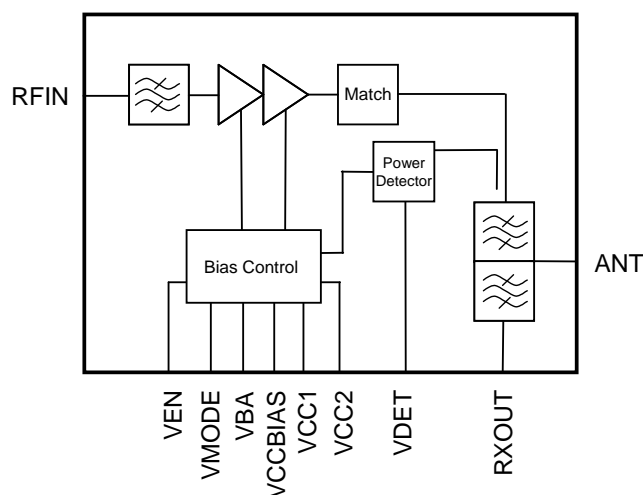 RFIN
Match
Power
Detector
Bias Control
ANT
VEN
VMODE
VBA
VCCBIAS
VCC1
VCC2
VDET
RXOUT